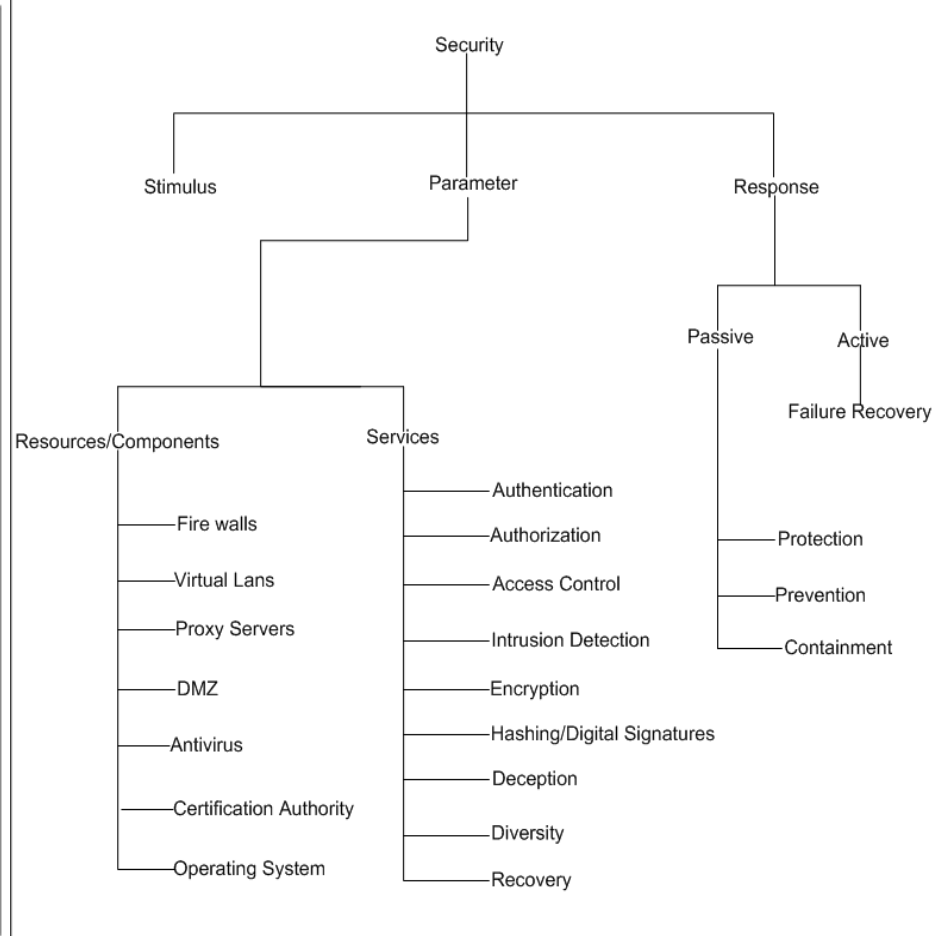 Security
Stimulus
Parameter
Response
Passive
Active
Failure Recovery
Resources/Components
Services
Fire walls
Virtual Lans
Proxy Servers
DMZ
Antivirus
Certification Authority
Operating System
Authentication
Authorization
Access Control
Intrusion Detection
Encryption
Hashing/Digital Signatures
Deception
Diversity
Recovery
Protection
Prevention
Containment